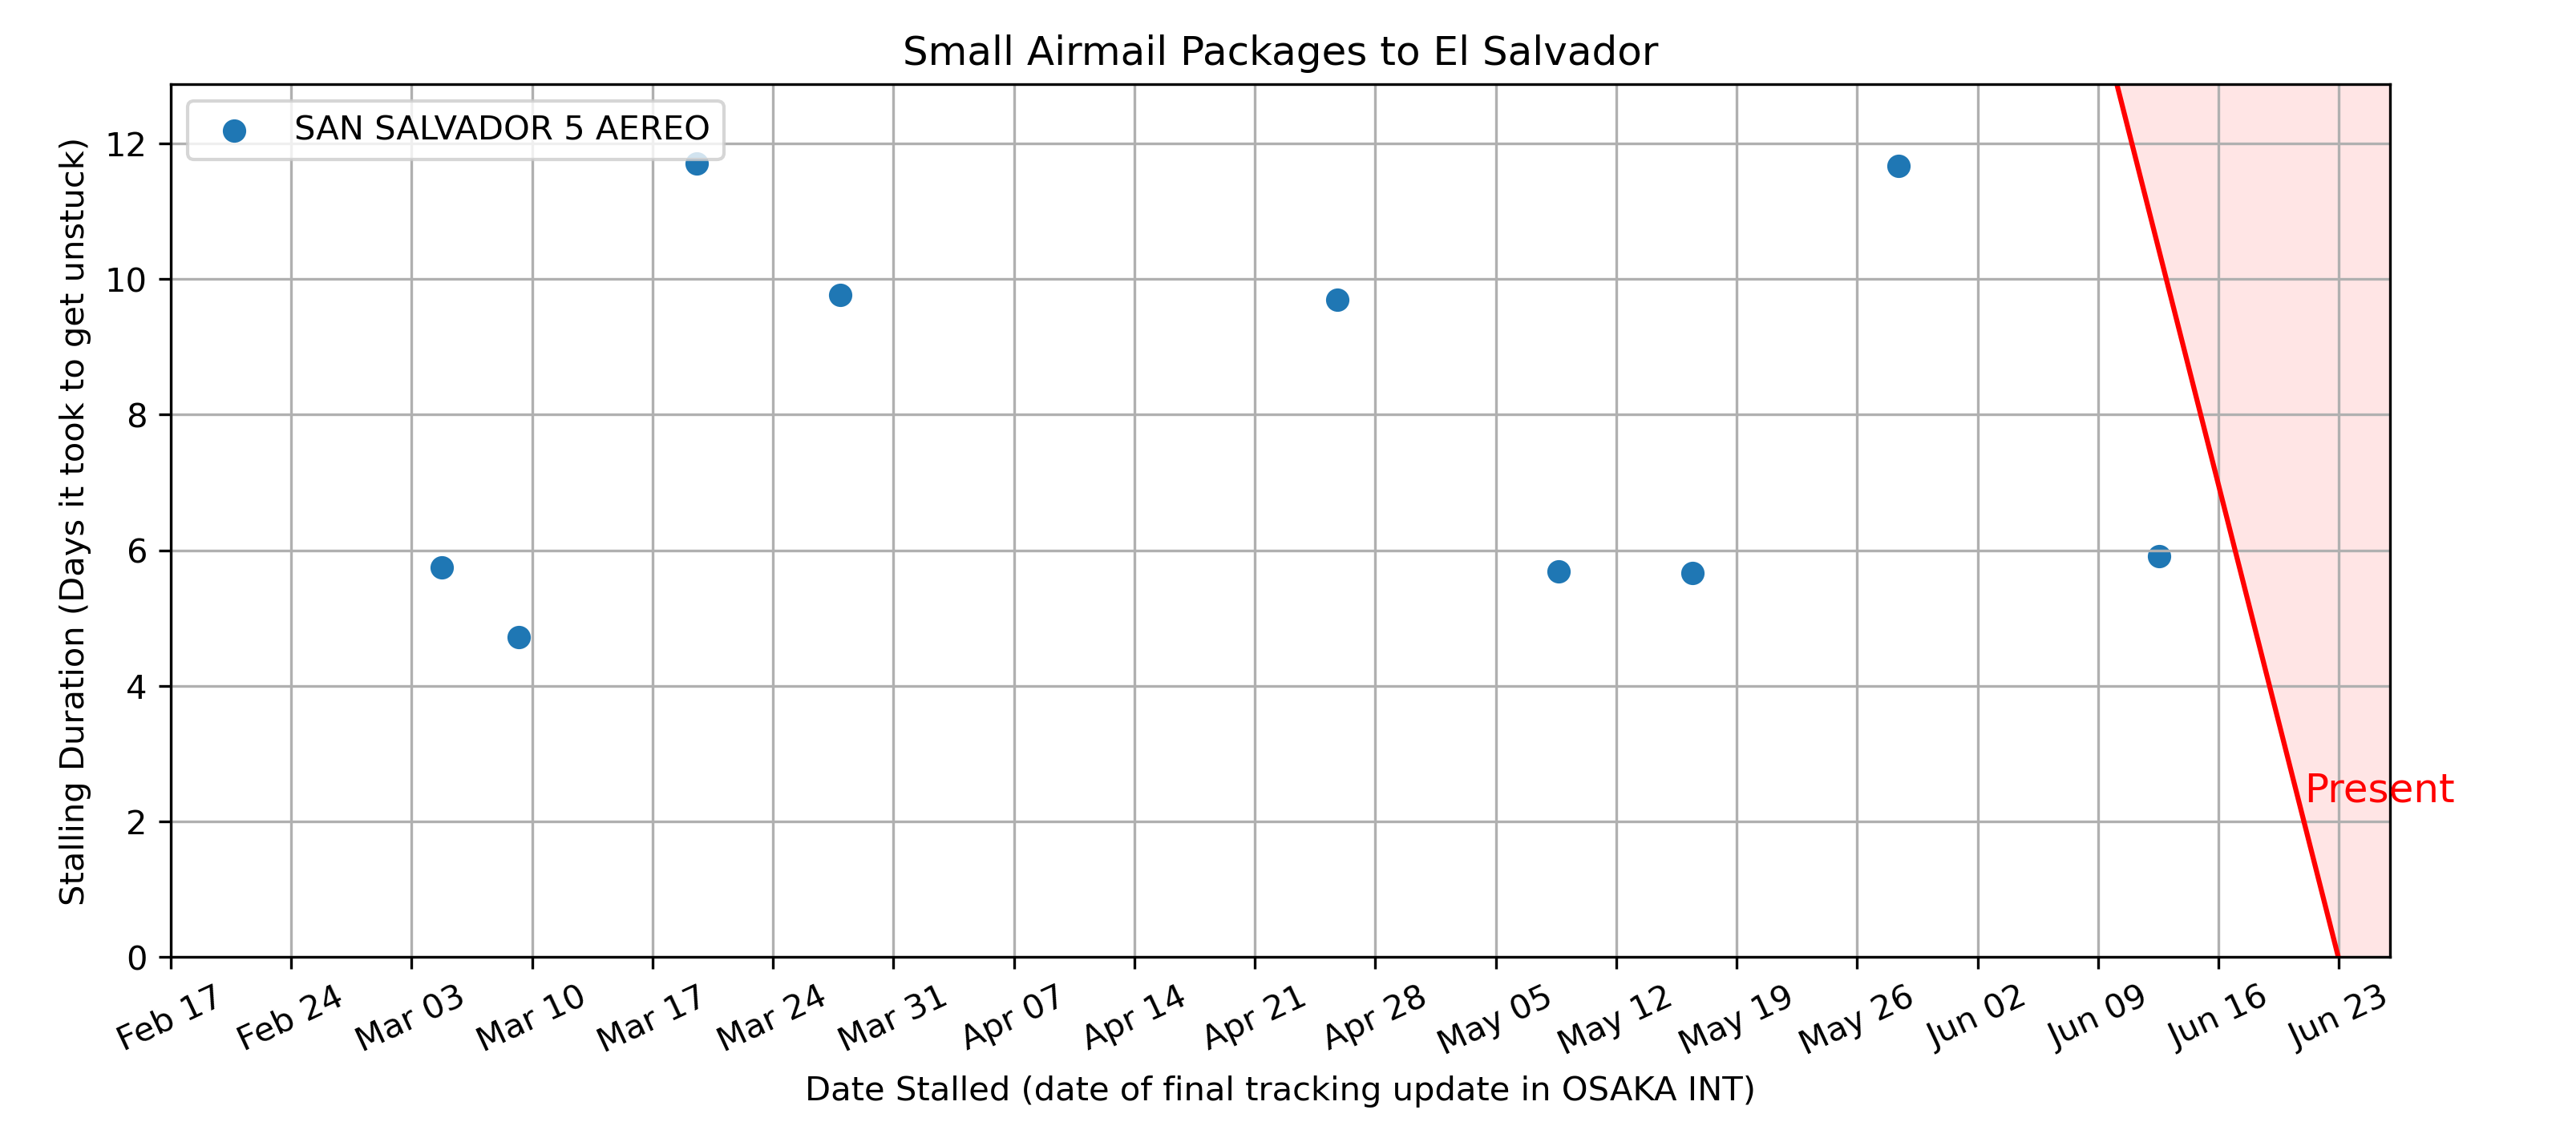 Small Airmail Packages to El Salvador
SAN SALVADOR 5 AEREO
Stalling Duration (Days it took to get unstuck)
12
10
8
6
4
2
0
Present
Feb 17
Feb 24
Mar 03
Mar 10
Mar 17
Mar 24
Mar 31
Apr 07
Apr 14
Apr 21
Apr 28
May 05
May 12
May 19
May 26
Jun 02
Jun 09
Jun 16
Jun 23
Date Stalled (date of final tracking update in OSAKA INT)